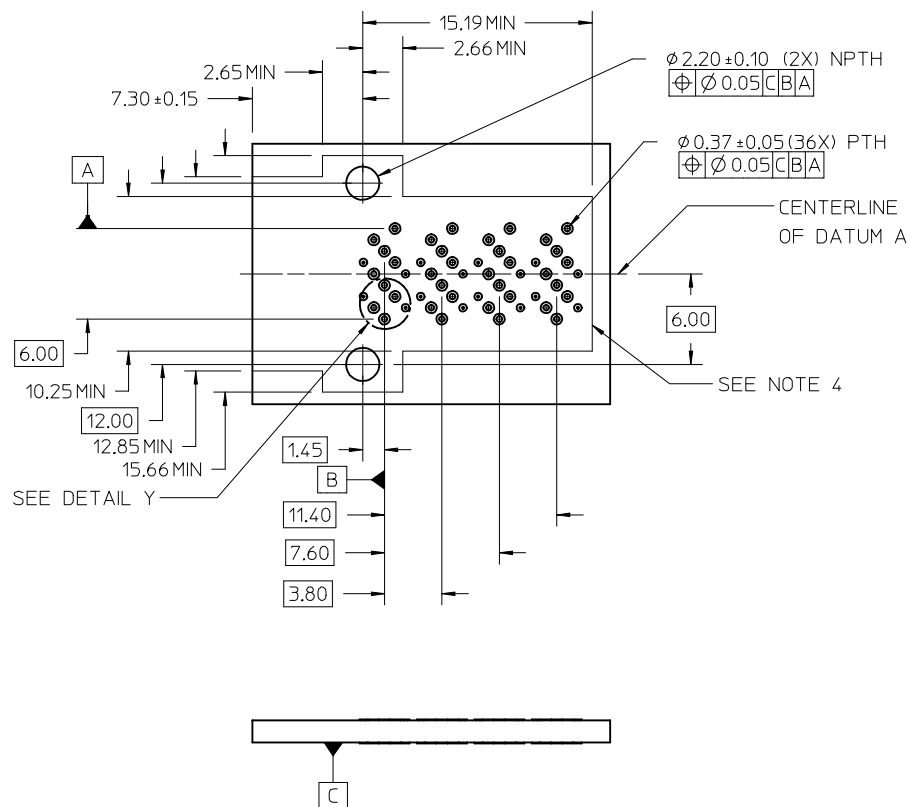 15.19 MIN
2.66 MIN
2.65 MIN
7.30 ±0.15
⌀2.20 ±0.10 (2X) NPTH
⌖ ⌀ 0.05 C B A
⌀0.37 ±0.05 (36X) PTH
⌖ ⌀ 0.05 C B A
A
CENTERLINE
OF DATUM A
6.00
6.00
10.25 MIN
SEE NOTE 4
12.00
12.85 MIN
1.45
15.66 MIN
B
SEE DETAIL Y
11.40
7.60
3.80
C